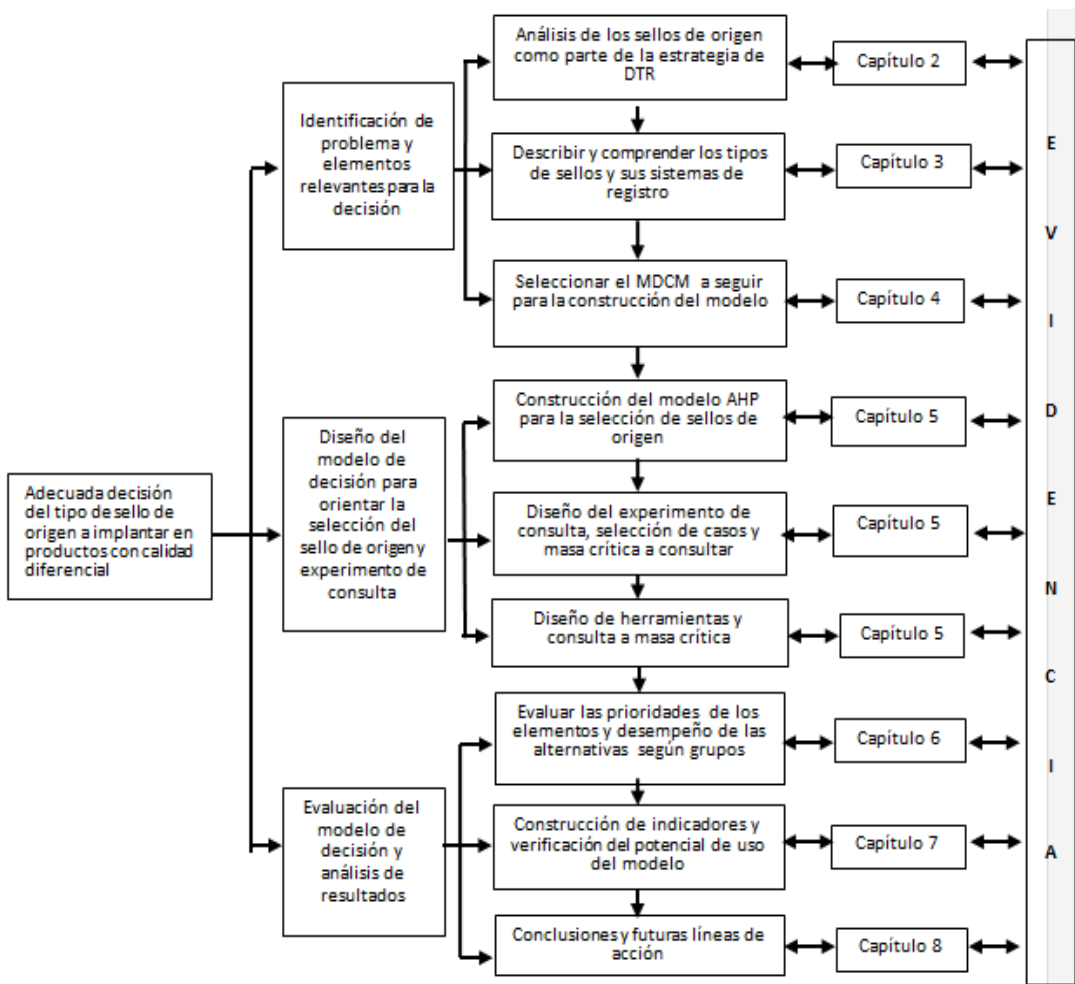 Análisis de los sellos de origen
como parte de la estrategia de
DTR
Capítulo 2
Identificación de
problema y
elementos
relevantes para la
decisión
Describir y comprender los tipos
de sellos y sus sistemas de
registro
Capítulo 3
Seleccionar el MDCM a seguir
para la construcción del modelo
Capítulo 4
Construcción del modelo AHP
para la selección de sellos de
origen
Capítulo 5
Adecuada decisión
del tipo de sello de
origen a implantar en
productos con calidad
diferencial
Diseño del
modelo de
decisión para
orientar la
selección del
sello de origen y
experimento de
consulta
Diseño del experimento de
consulta, selección de casos y
masa crítica a consultar
Capítulo 5
Diseño de herramientas y
consulta a masa crítica
Capítulo 5
Evaluar las prioridades de los
elementos y desempeño de las
alternativas según grupos
Capítulo 6
Evaluación del
modelo de
decisión y
análisis de
resultados
Construcción de indicadores y
verificación del potencial de uso
del modelo
Capítulo 7
Conclusiones y futuras líneas de
acción
Capítulo 8
E
V
I
D
E
N
C
I
A